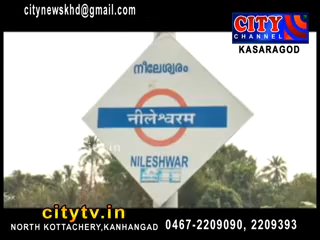 citynewskhd@gmail.com
CITY
CHANNEL
KASARAGOD
നീലേശ്വരം
नीलेश्वरम
NILESHWAR
citytv.in
NORTH KOTTACHERY,KANHANGAD 0467-2209090, 2209393